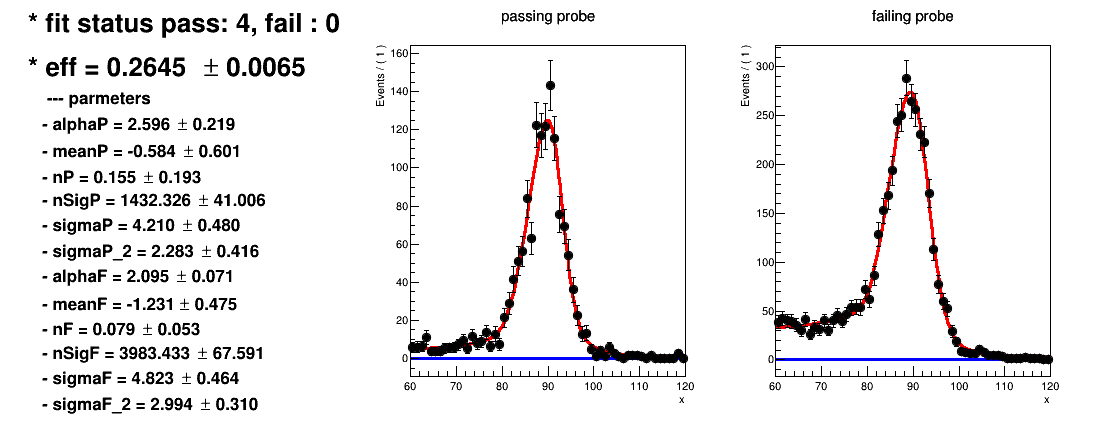 * fit status pass: 4, fail : 0
* eff = 0.2645 ± 0.0065
--- parmeters
- alphaP = 2.596 ± 0.219
- meanP = -0.584 ± 0.601
- nP = 0.155 ± 0.193
- nSigP = 1432.326 ± 41.006
- sigmaP = 4.210 ± 0.480
- sigmaP_2 = 2.283 ± 0.416
- alphaF = 2.095 ± 0.071
- meanF = -1.231 ± 0.475
- nF = 0.079 ± 0.053
- nSigF = 3983.433 ± 67.591
- sigmaF = 4.823 ± 0.464
- sigmaF_2 = 2.994 ± 0.310
passing probe
Events / ( 1 )
160
140
120
100
80
60
40
20
0
60 70 80 90 100 110 120
x
failing probe
Events / ( 1 )
300
250
200
150
100
50
0
60 70 80 90 100 110 120
x